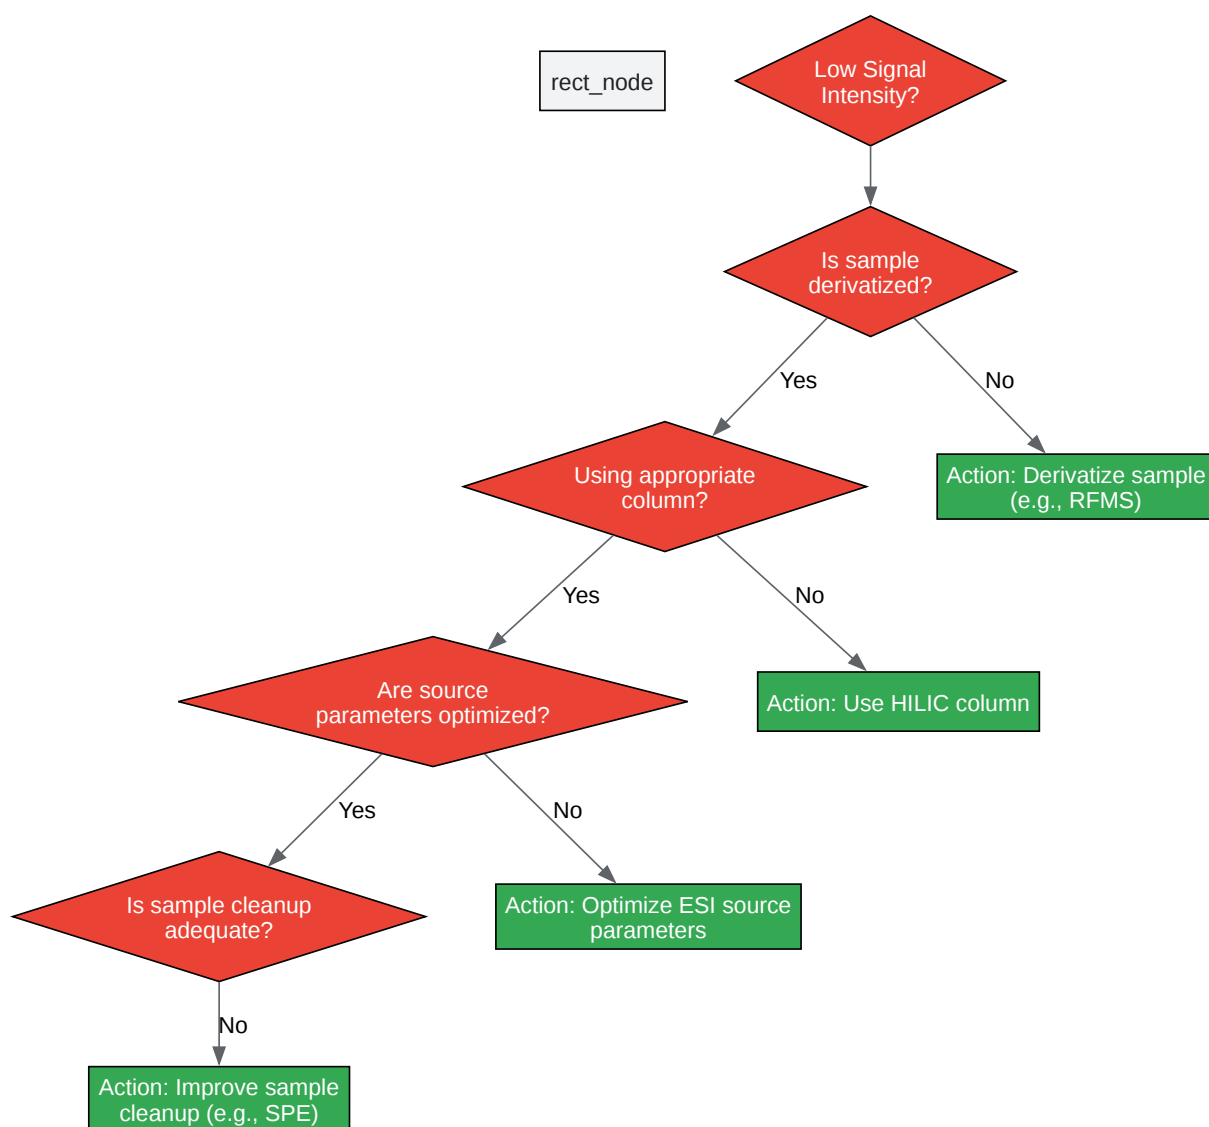 rect_node
Low Signal
Intensity?
Is sample
derivatized?
Yes
No
Using appropriate
column?
Action: Derivatize sample
(e.g., RFMS)
Yes
No
Are source
parameters optimized?
Action: Use HILIC column
Yes
No
Is sample cleanup
adequate?
Action: Optimize ESI source
parameters
No
Action: Improve sample
cleanup (e.g., SPE)